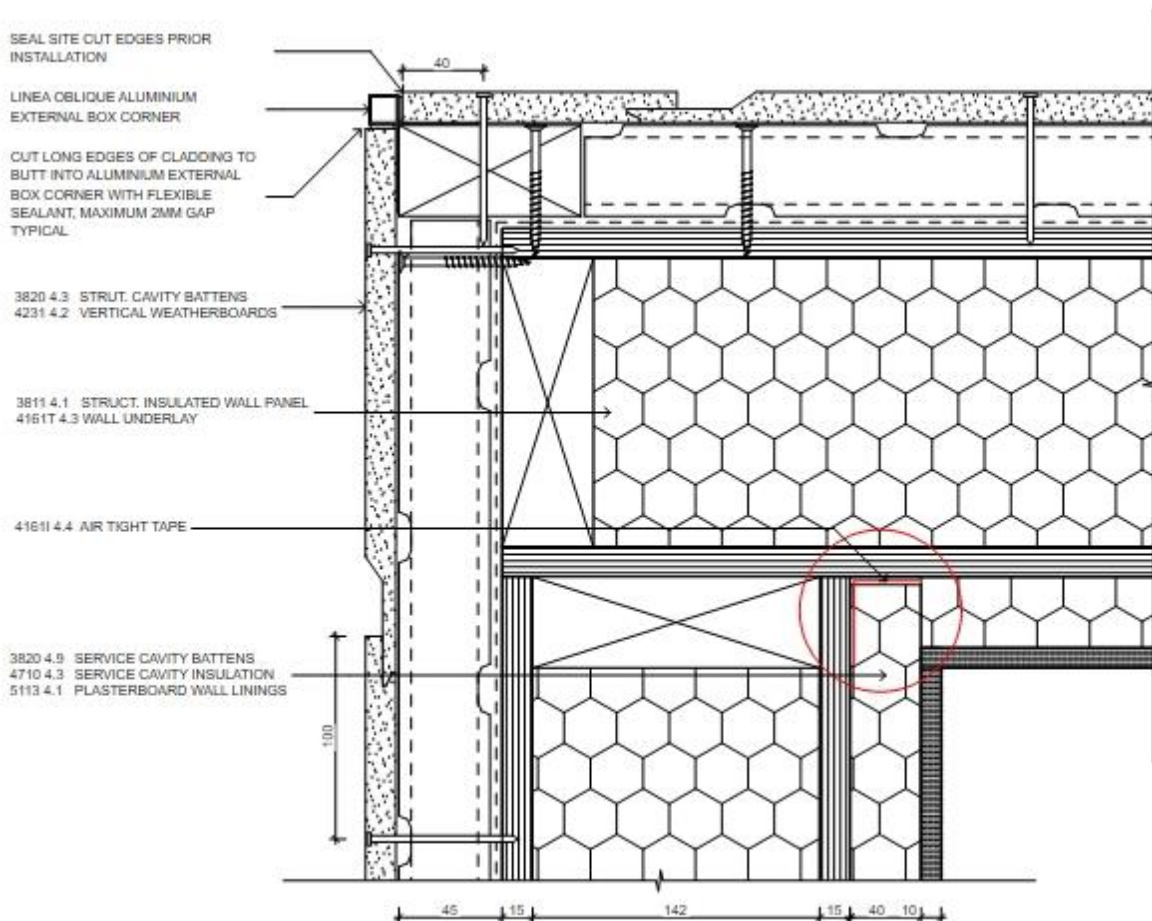 SEAL SITE CUT EDGES PRIOR
INSTALLATION
40
LINEA OBLIQUE ALUMINIUM
EXTERNAL BOX CORNER
CUT LONG EDGES OF CLADDING TO
BUTT INTO ALUMINIUM EXTERNAL
BOX CORNER WITH FLEXIBLE
SEALANT, MAXIMUM 2MM GAP
TYPICAL
3820 4.3 STRUT. CAVITY BATTENS
4231 4.2 VERTICAL WEATHERBOARDS
3811 4.1 STRUCT. INSULATED WALL PANEL
4161T 4.3 WALL UNDERLAY
4161I 4.4 AIR TIGHT TAPE
3820 4.9 SERVICE CAVITY BATTENS
4710 4.3 SERVICE CAVITY INSULATION
5113 4.1 PLASTERBOARD WALL LININGS
100
45 15 142 15 40 10